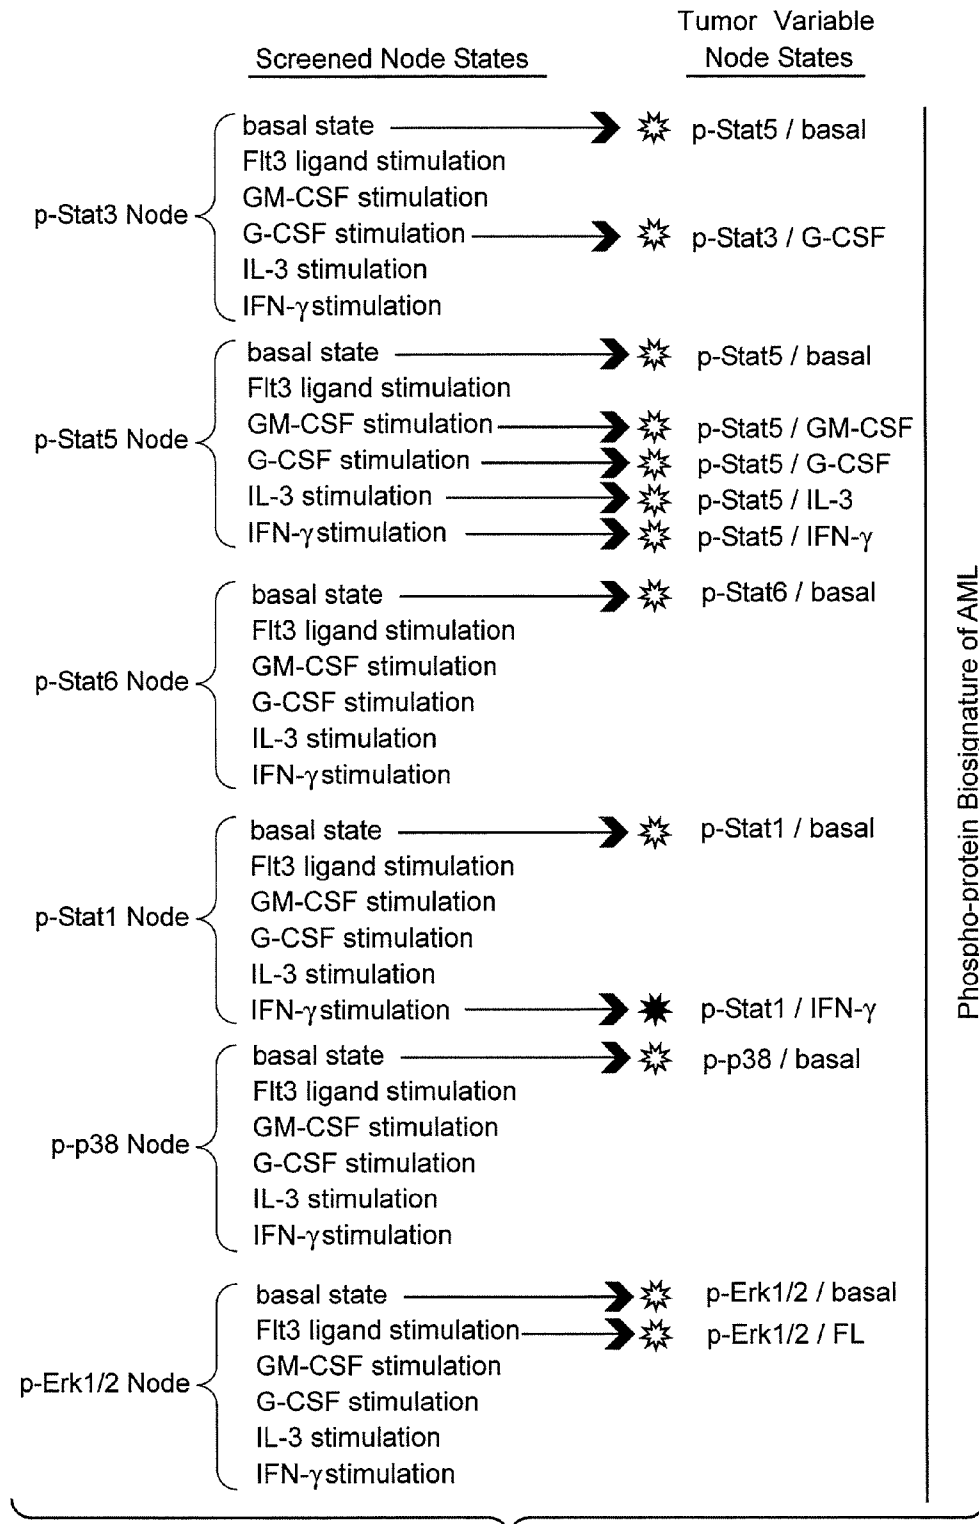 Tumor Variable
Screened Node States
Node States
p-Stat3 Node
basal state
p-Stat5 / basal
Flt3 ligand stimulation
GM-CSF stimulation
G-CSF stimulation
p-Stat3 / G-CSF
IL-3 stimulation
IFN-γ stimulation
p-Stat5 Node
basal state
p-Stat5 / basal
Flt3 ligand stimulation
GM-CSF stimulation
p-Stat5 / GM-CSF
G-CSF stimulation
p-Stat5 / G-CSF
IL-3 stimulation
p-Stat5 / IL-3
IFN-γ stimulation
p-Stat5 / IFN-γ
p-Stat6 Node
basal state
p-Stat6 / basal
Flt3 ligand stimulation
GM-CSF stimulation
G-CSF stimulation
IL-3 stimulation
IFN-γ stimulation
p-Stat1 Node
basal state
p-Stat1 / basal
Flt3 ligand stimulation
GM-CSF stimulation
G-CSF stimulation
IL-3 stimulation
IFN-γ stimulation
p-Stat1 / IFN-γ
p-p38 Node
basal state
p-p38 / basal
Flt3 ligand stimulation
GM-CSF stimulation
G-CSF stimulation
IL-3 stimulation
IFN-γ stimulation
p-Erk1/2 Node
basal state
p-Erk1/2 / basal
Flt3 ligand stimulation
p-Erk1/2 / FL
GM-CSF stimulation
G-CSF stimulation
IL-3 stimulation
IFN-γ stimulation
Phospho-protein Biosignature of AML